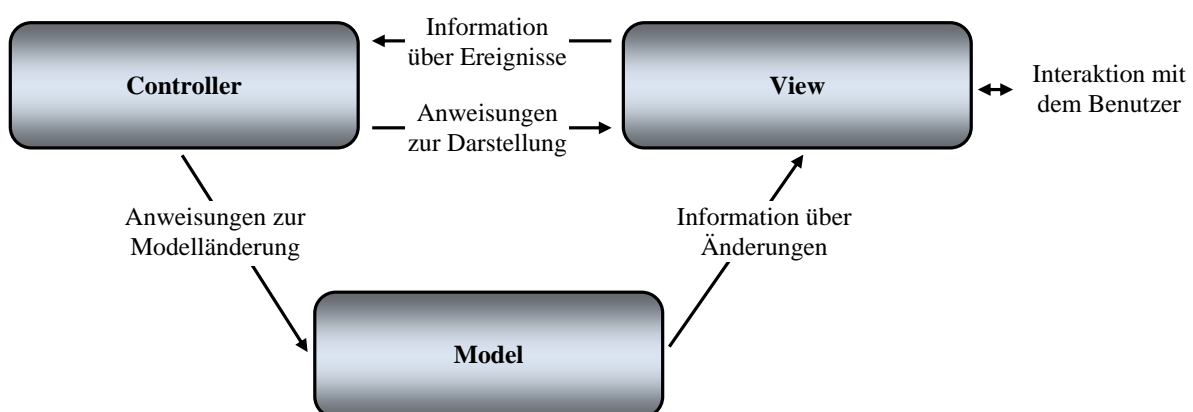 Information
über Ereignisse
Controller
View
Interaktion mit
dem Benutzer
Anweisungen
zur Darstellung
Anweisungen zur
Modelländerung
Information über
Änderungen
Model